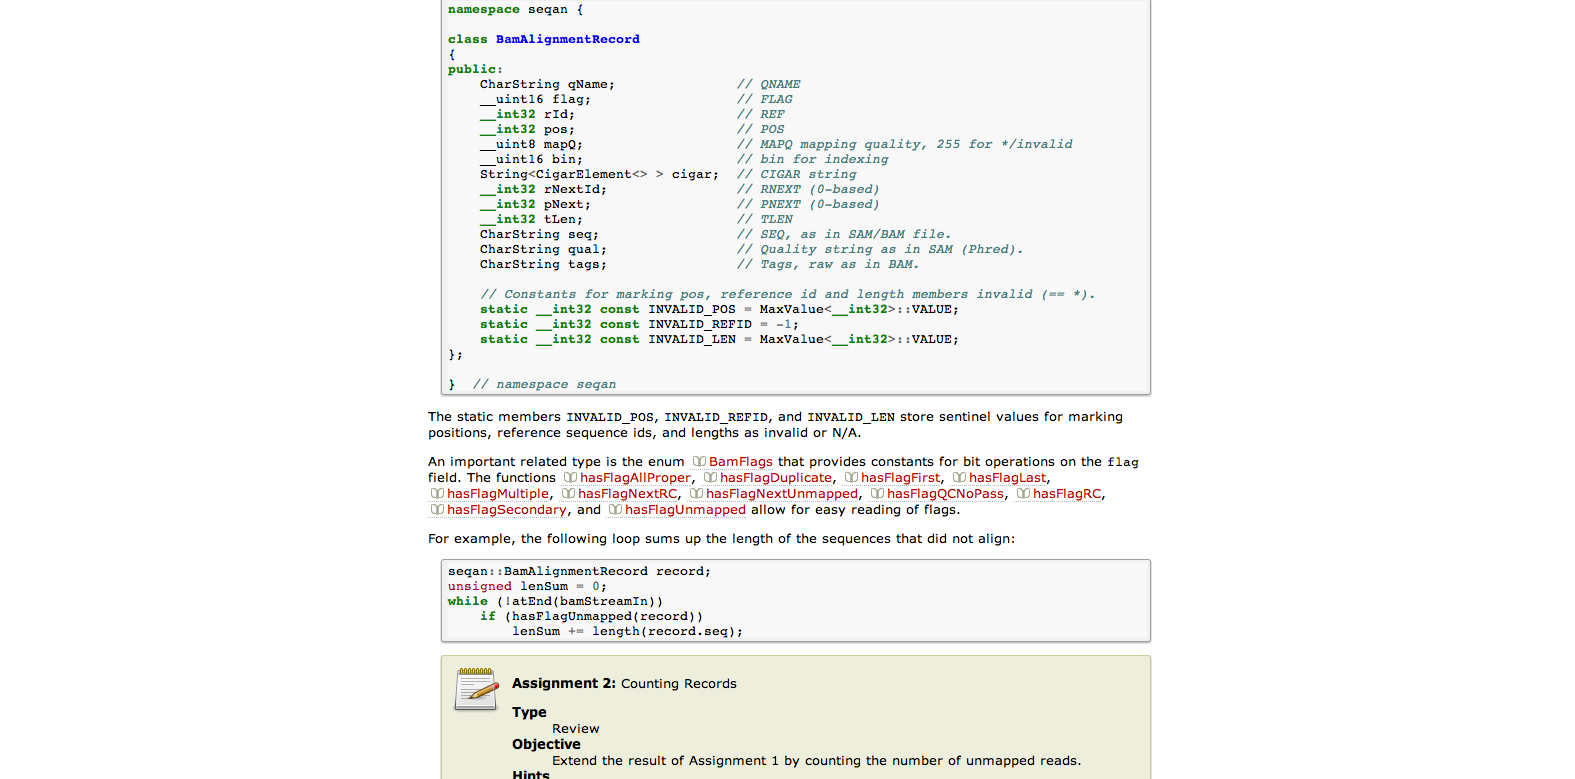 namespace seqan {
class BamAlignmentRecord
{
public:
CharString qName; // QNAME
__uint16 flag; // FLAG
__int32 rId; // REF
__int32 pos; // POS
__uint8 mapQ; // MAPQ mapping quality, 255 for */invalid
__uint16 bin; // bin for indexing
String<CigarElement<> > cigar; // CIGAR string
__int32 rNextId; // RNEXT (0-based)
__int32 pNext; // PNEXT (0-based)
__int32 tLen; // TLEN
CharString seq; // SEQ, as in SAM/BAM file.
CharString qual; // Quality string as in SAM (Phred).
CharString tags; // Tags, raw as in BAM.
// Constants for marking pos, reference id and length members invalid (== *).
static __int32 const INVALID_POS = MaxValue<__int32>::VALUE;
static __int32 const INVALID_REFID = -1;
static __int32 const INVALID_LEN = MaxValue<__int32>::VALUE;
};
} // namespace seqan
The static members INVALID_POS, INVALID_REFID, and INVALID_LEN store sentinel values for marking
positions, reference sequence ids, and lengths as invalid or N/A.
An important related type is the enum BamFlags that provides constants for bit operations on the flag
field. The functions hasFlagAllProper, hasFlagDuplicate, hasFlagFirst, hasFlagLast,
hasFlagMultiple, hasFlagNextRC, hasFlagNextUnmapped, hasFlagQCNoPass, hasFlagRC,
hasFlagSecondary, and hasFlagUnmapped allow for easy reading of flags.
For example, the following loop sums up the length of the sequences that did not align:
seqan::BamAlignmentRecord record;
unsigned lenSum = 0;
while (!atEnd(bamStreamIn))
if (hasFlagUnmapped(record))
lenSum += length(record.seq);
Assignment 2: Counting Records
Type
Review
Objective
Extend the result of Assignment 1 by counting the number of unmapped reads.
Hints